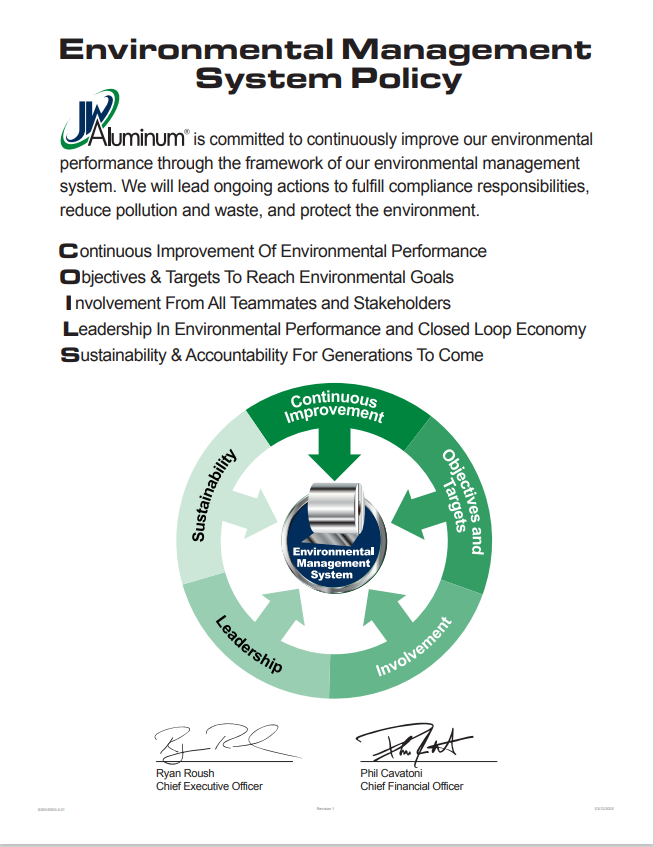 Environmental Management
System Policy
JW Aluminum® is committed to continuously improve our environmental
performance through the framework of our environmental management
system. We will lead ongoing actions to fulfill compliance responsibilities,
reduce pollution and waste, and protect the environment.
Continuous Improvement Of Environmental Performance
Objectives & Targets To Reach Environmental Goals
Involvement From All Teammates and Stakeholders
Leadership In Environmental Performance and Closed Loop Economy
Sustainability & Accountability For Generations To Come
Continuous
Improvement
Objectives and
Targets
Sustainability
Environmental
Management
System
Leadership
Involvement
Ryan Roush
Chief Executive Officer
Phil Cavatoni
Chief Financial Officer
Revision 1